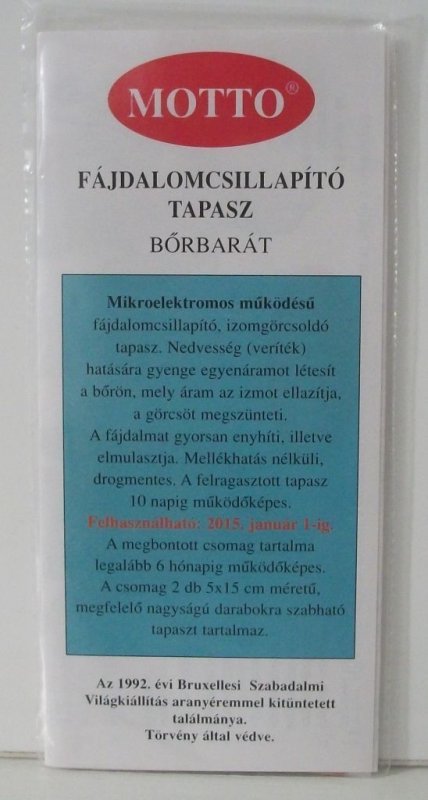 MOTTO®
FÁJDALOMCSILLAPÍTÓ
TAPASZ
BŐRBARÁT
Mikroelektromos működésű
fájdalomcsillapító, izomgörcsoldó
tapasz. Nedvesség (veríték)
hatására gyenge egyenáramot létesít
a bőrön, mely áram az izmot ellazítja,
a görcsöt megszünteti.
A fájdalmat gyorsan enyhíti, illetve
elmulasztja. Mellékhatás nélküli,
drogmentes. A felragasztott tapasz
10 napig működőképes.
Felhasználható: 2015. január 1-ig.
A megbontott csomag tartalma
legalább 6 hónapig működőképes.
A csomag 2 db 5x15 cm méretű,
megfelelő nagyságú darabokra szabható
tapaszt tartalmaz.
Az 1992. évi Bruxellesi Szabadalmi
Világkiállítás aranyéremmel kitüntetett
találmánya.
Törvény által védve.